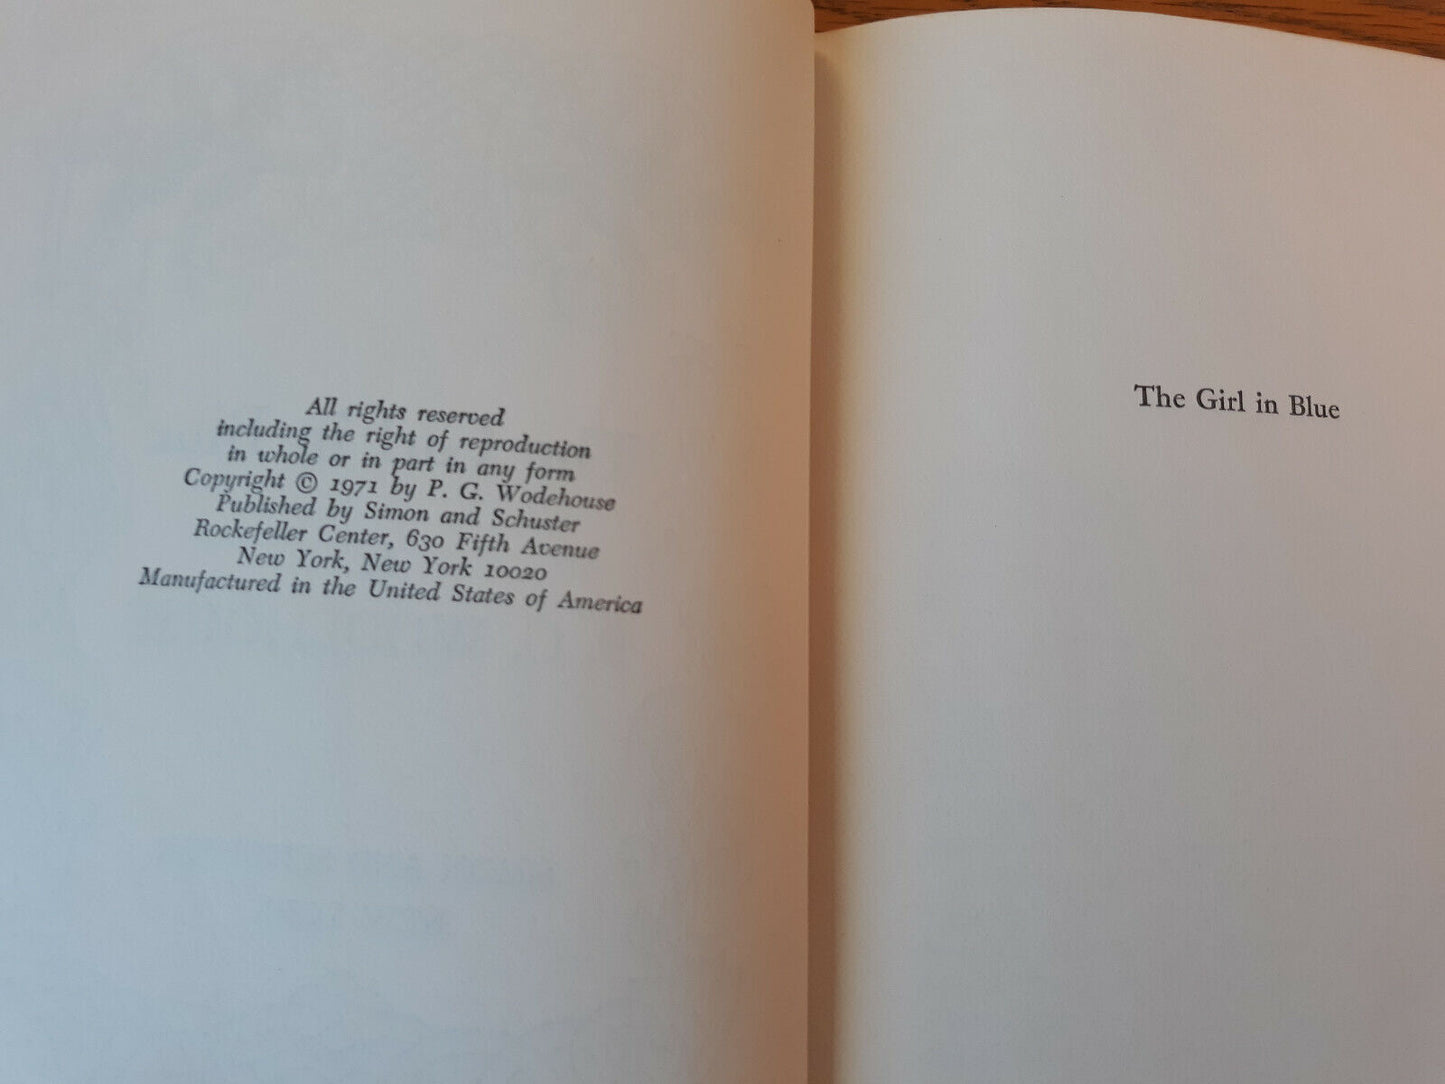 All rights reserved
including the right of reproduction
in whole or in part in any form
Copyright © 1971 by P. G. Wodehouse
Published by Simon and Schuster
Rockefeller Center, 630 Fifth Avenue
New York, New York 10020
Manufactured in the United States of America
The Girl in Blue